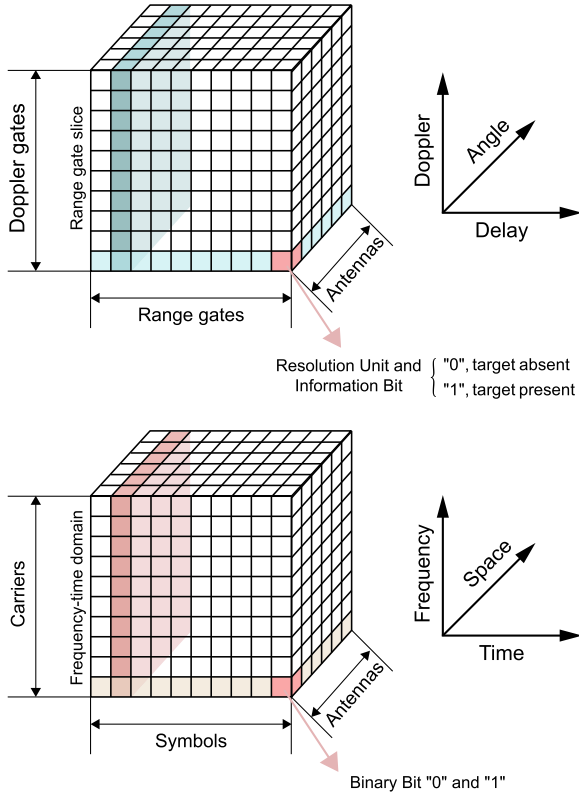 Doppler gates
Range gate slice
Range gates
Antennas
Doppler
Angle
Delay
Resolution Unit and
Information Bit
"0", target absent
"1", target present
Carriers
Frequency-time domain
Symbols
Antennas
Frequency
Space
Time
Binary Bit "0" and "1"